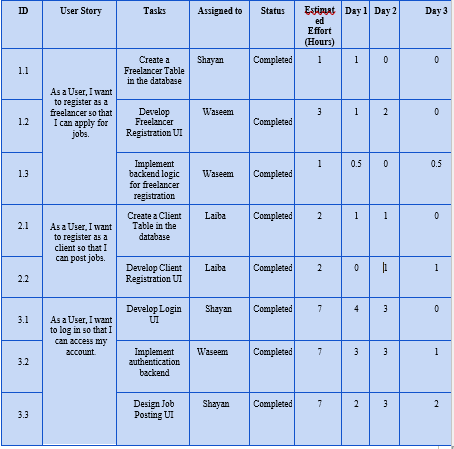 ID User Story Tasks Assigned to Status Estimat Day 1 Day 2 Day 3
ed
Effort
(Hours)
1.1 Create a Shayan Completed 1 1 0 0
Freelancer Table
in the database
As a User, I want
to register as a
freelancer so that
I can apply for
jobs.
1.2 Develop Waseem Completed 3 1 2 0
Freelancer
Registration UI
1.3 Implement Waseem Completed 1 0.5 0 0.5
backend logic
for freelancer
registration
2.1 Create a Client Laiba Completed 2 1 1 0
Table in the
database
As a User, I want
to register as a
client so that I
can post jobs.
2.2 Develop Client Laiba Completed 2 0 1 1
Registration UI
3.1 Develop Login Shayan Completed 7 4 3 0
UI
As a User, I want
to log in so that I
can access my
account.
3.2 Implement Waseem Completed 7 3 3 1
authentication
backend
3.3 Design Job Shayan Completed 7 2 3 2
Posting UI